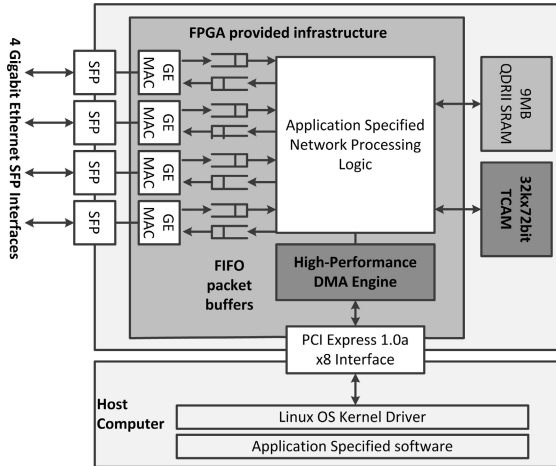 4 Gigabit Ethernet SFP Interfaces
FPGA provided infrastructure
SFP
GE
MAC
SFP
GE
MAC
SFP
GE
MAC
SFP
GE
MAC
Application Specified
Network Processing
Logic
9MB
QDRII SRAM
32kx72bit
TCAM
FIFO
packet
buffers
High-Performance
DMA Engine
PCI Express 1.0a
x8 Interface
Host
Computer
Linux OS Kernel Driver
Application Specified software